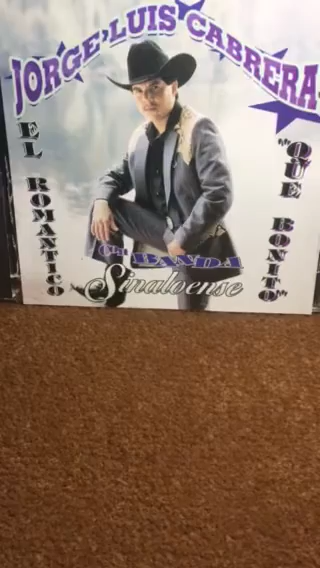 JORGE LUIS CABRERA
EL ROMANTICO
"QUE BONITO"
Con BANDA
Sinaloense